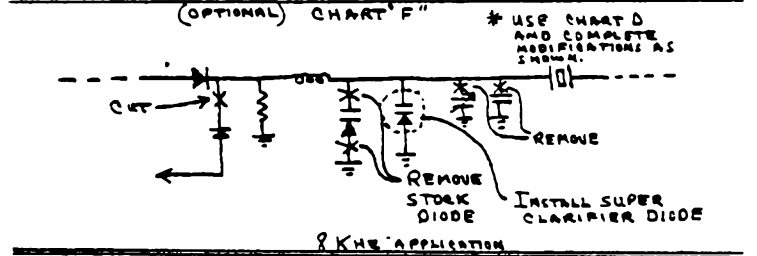 (OPTIONAL) CHART "F"
* USE CHART D
AND COMPLETE
MODIFICATIONS AS
SHOWN.
CUT
REMOVE
REMOVE
STOCK
DIODE
INSTALL SUPER
CLARIFIER DIODE
8 KHZ APPLICATION